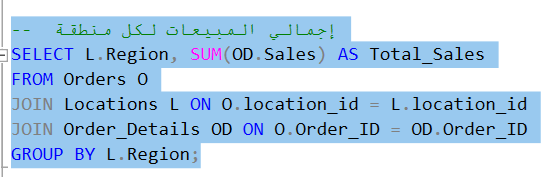 -- إجمالي المبيعات لكل منطقة
SELECT L.Region, SUM(OD.Sales) AS Total_Sales
FROM Orders O
JOIN Locations L ON O.location_id = L.location_id
JOIN Order_Details OD ON O.Order_ID = OD.Order_ID
GROUP BY L.Region;